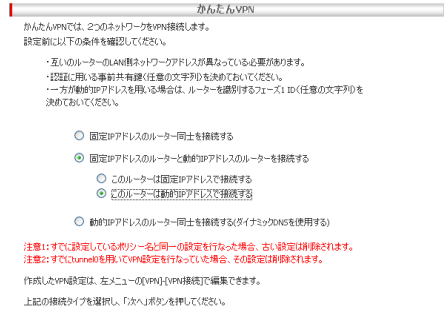 かんたんVPN
かんたんVPNでは、2つのネットワークをVPN接続します。
設定前に以下の条件を確認してください。
・互いのルーターのLAN側ネットワークアドレスが異なっている必要があります。
・認証に用いる事前共有鍵(任意の文字列)を決めておいてください。
・一方が動的IPアドレスを用いる場合は、ルーターを識別するフェーズ1 ID(任意の文字列)を
決めておいてください。
固定IPアドレスのルーター同士を接続する
固定IPアドレスのルーターと動的IPアドレスのルーターを接続する
このルーターは固定IPアドレスで接続する
このルーターは動的IPアドレスで接続する
動的IPアドレスのルーター同士を接続する(ダイナミックDNSを使用する)
注意1:すでに設定しているポリシー名と同一の設定を行なった場合、古い設定は削除されます。
注意2:すでにtunnel0を用いてVPN設定を行なっていた場合、その設定は削除されます。
作成したVPN設定は、左メニューの[VPN]-[VPN接続]で編集できます。
上記の接続タイプを選択し、「次へ」ボタンを押してください。